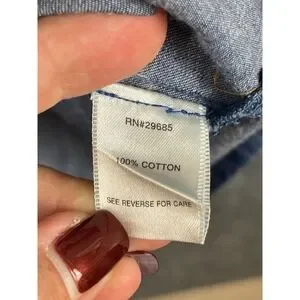 RN#29685
100% COTTON
SEE REVERSE FOR CARE